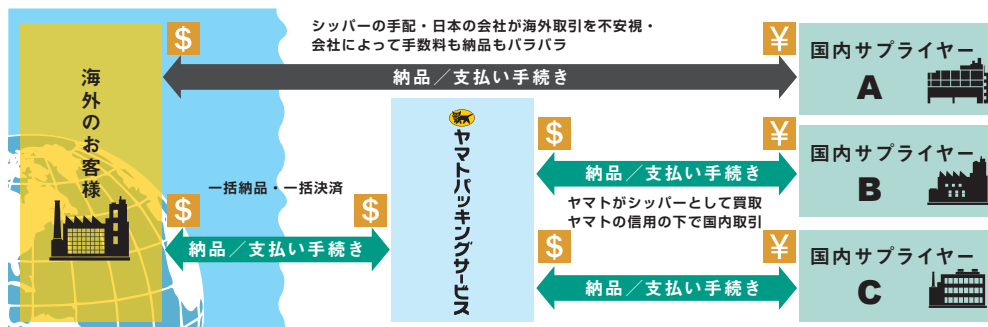 シッパーの手配・日本の会社が海外取引を不安視・
会社によって手数料も納品もバラバラ
$
¥
納品／支払い手続き
海外のお客様
国内サプライヤー
A
ヤマトパッキングサービス
$
¥
納品／支払い手続き
国内サプライヤー
B
一括納品・一括決済
$
$
納品／支払い手続き
ヤマトがシッパーとして買取
ヤマトの信用の下で国内取引
$
¥
納品／支払い手続き
国内サプライヤー
C